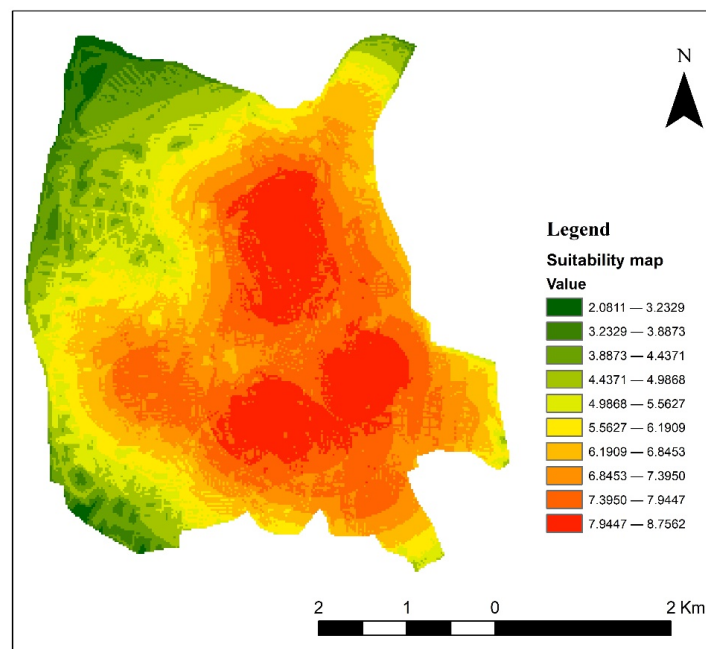 N
Legend
Suitability map
Value
2.0811 — 3.2329
3.2329 — 3.8873
3.8873 — 4.4371
4.4371 — 4.9868
4.9868 — 5.5627
5.5627 — 6.1909
6.1909 — 6.8453
6.8453 — 7.3950
7.3950 — 7.9447
7.9447 — 8.7562
2 1 0 2 Km